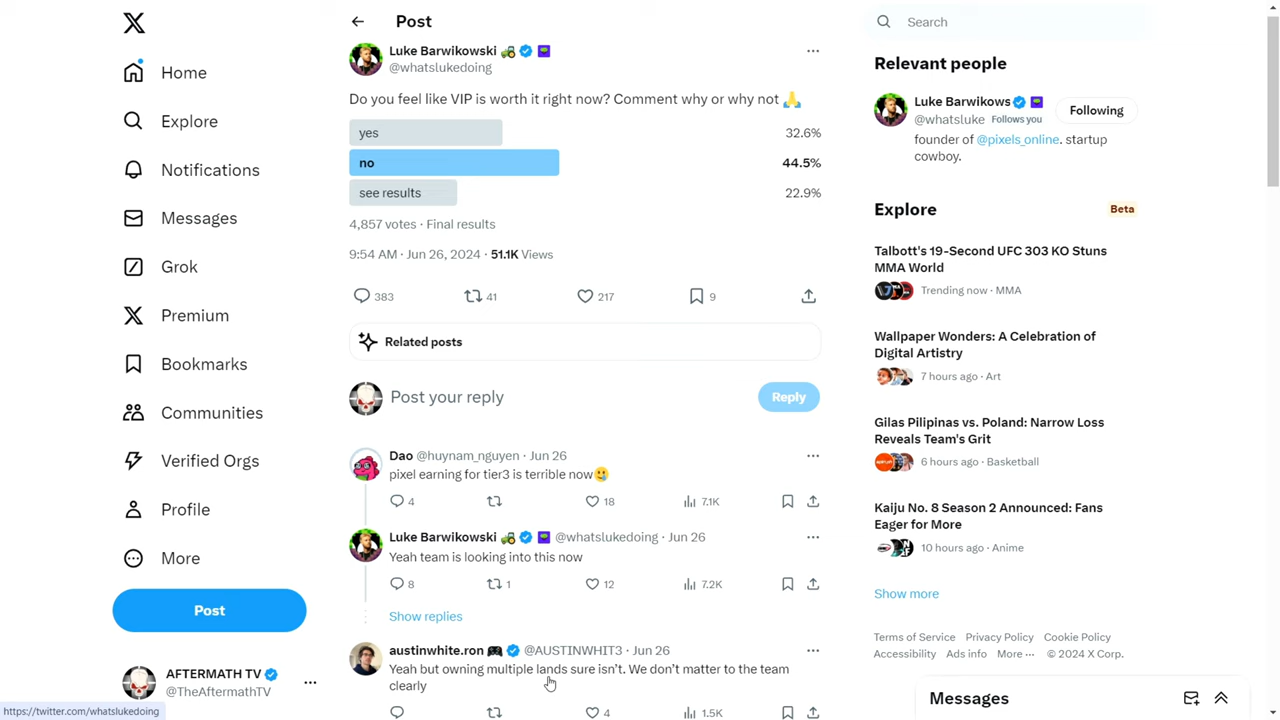 Home
Explore
Notifications
Messages
Grok
Premium
Bookmarks
Communities
Verified Orgs
Profile
More
Post
AFTERMATH TV
@TheAftermathTV
https://twitter.com/whatslukedoing
Post
Luke Barwikowski
@whatslukedoing
Do you feel like VIP is worth it right now? Comment why or why not 🙏
yes 32.6%
no 44.5%
see results 22.9%
4,857 votes · Final results
9:54 AM · Jun 26, 2024 · 51.1K Views
383 41 217 9
Related posts
Post your reply
Reply
Dao @huynam_nguyen · Jun 26
pixel earning for tier3 is terrible now🥲
4 18 7.1K
Luke Barwikowski @whatslukedoing · Jun 26
Yeah team is looking into this now
8 1 12 7.2K
Show replies
austinwhite.ron 🎮 @AUSTINWHIT3 · Jun 26
Yeah but owning multiple lands sure isn't. We don't matter to the team
clearly
4 1.5K
Search
Relevant people
Luke Barwikows
@whatsluke Follows you
Following
founder of @pixels_online. startup
cowboy.
Explore
Beta
Talbott's 19-Second UFC 303 KO Stuns
MMA World
Trending now · MMA
Wallpaper Wonders: A Celebration of
Digital Artistry
7 hours ago · Art
Gilas Pilipinas vs. Poland: Narrow Loss
Reveals Team's Grit
6 hours ago · Basketball
Kaiju No. 8 Season 2 Announced: Fans
Eager for More
10 hours ago · Anime
Show more
Terms of Service Privacy Policy Cookie Policy
Accessibility Ads info More ··· © 2024 X Corp.
Messages